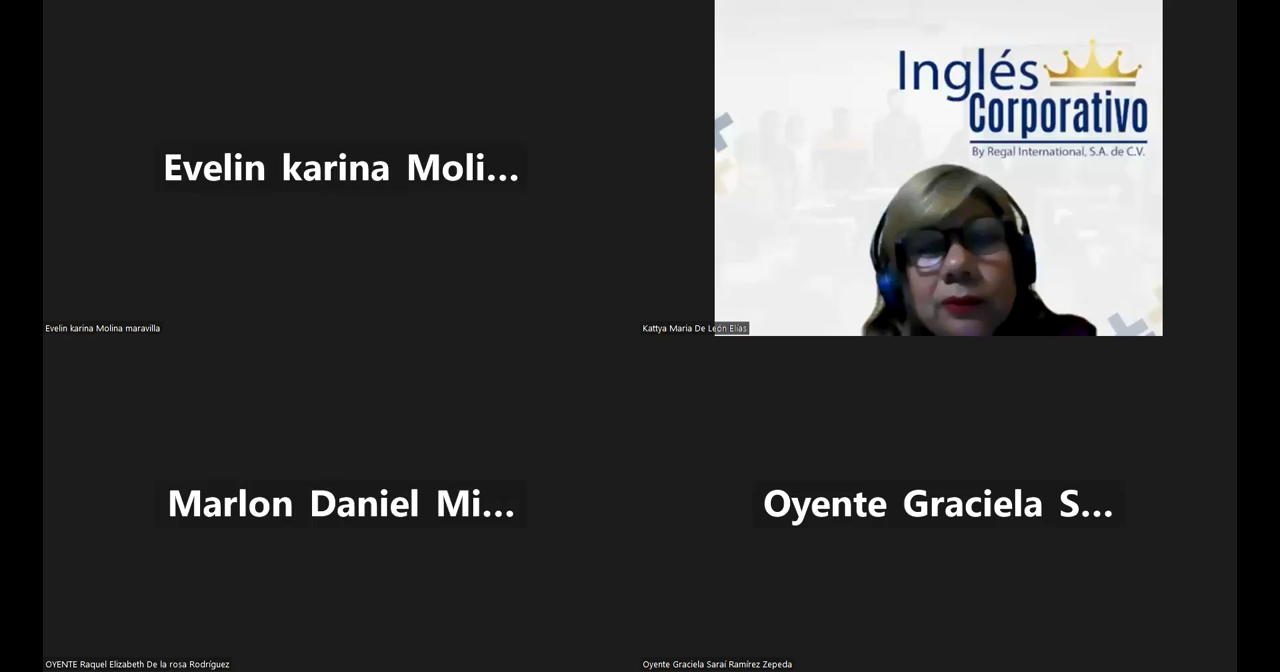 Evelin karina Moli...
Evelin karina Molina maravilla
Inglés
Corporativo
By Regal International, S.A. de C.V.
Kattya Maria De León Elías
Marlon Daniel Mi...
OYENTE Raquel Elizabeth De la rosa Rodríguez
Oyente Graciela S...
Oyente Graciela Saraí Ramírez Zepeda